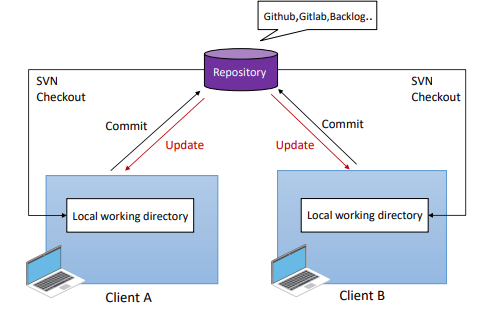 Github,Gitlab,Backlog..
Repository
SVN
Checkout
SVN
Checkout
Commit
Commit
Update
Update
Local working directory
Local working directory
Client A
Client B